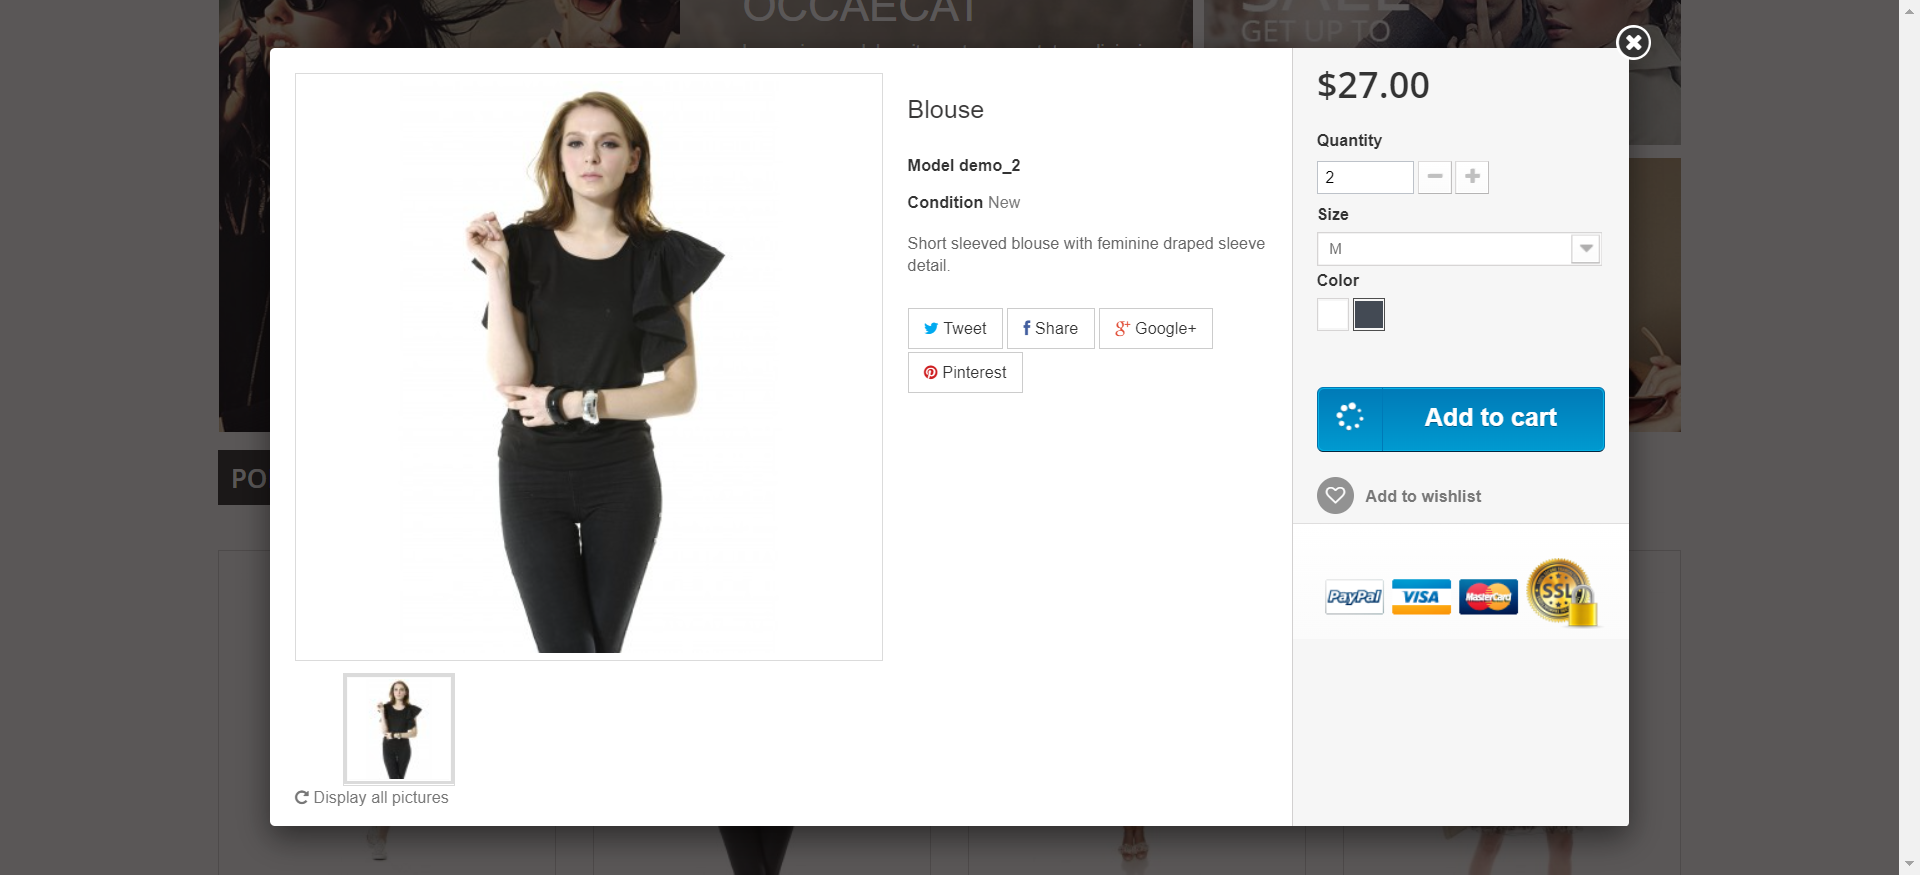 OCCAECAT
GET UP TO
$27.00
Blouse
Quantity
Model demo_2
2
Condition New
Size
Short sleeved blouse with feminine draped sleeve
detail.
M
Color
Tweet
Share
Google+
Pinterest
Add to cart
PO
Add to wishlist
PayPal
VISA
MasterCard
SSL
Display all pictures